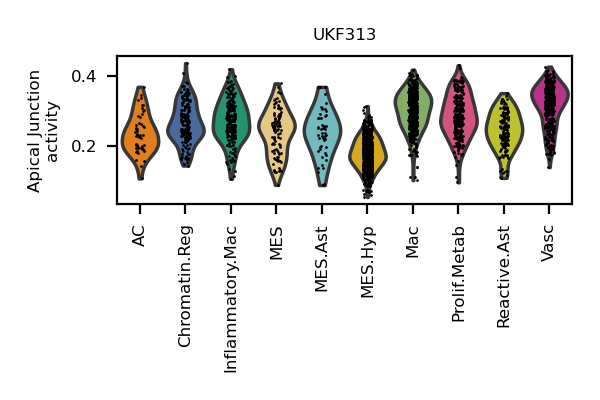 UKF313
Apical Junction
activity
0.4
0.2
AC
Chromatin.Reg
Inflammatory.Mac
MES
MES.Ast
MES.Hyp
Mac
Prolif.Metab
Reactive.Ast
Vasc